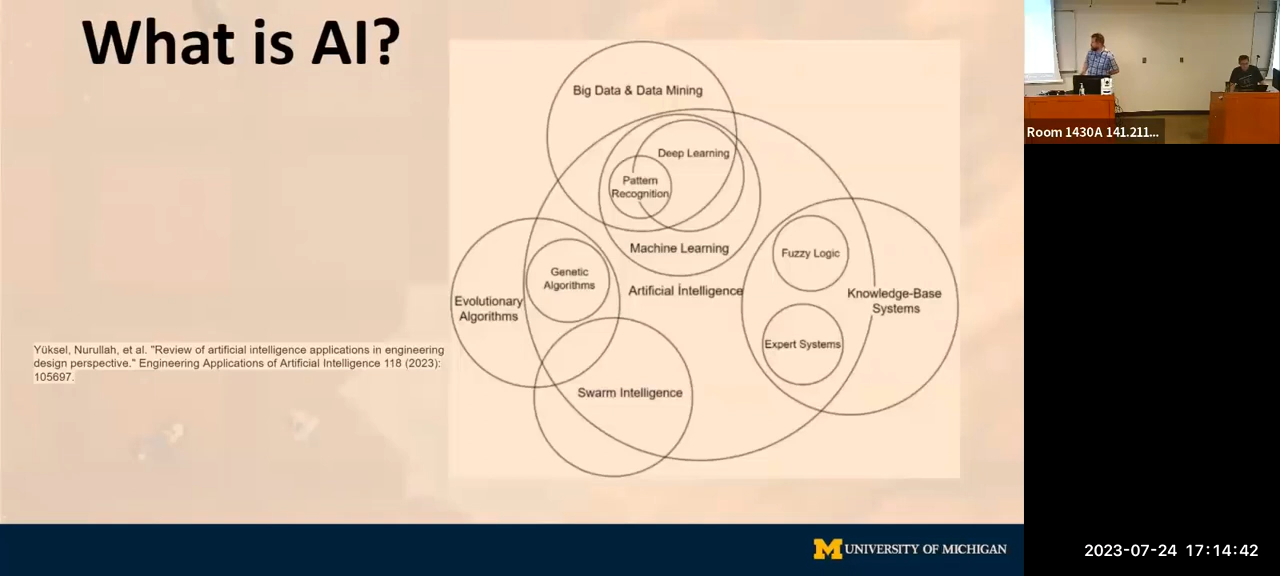 What is AI?
Big Data & Data Mining
Deep Learning
Pattern
Recognition
Machine Learning
Fuzzy Logic
Genetic
Algorithms
Artificial İntelligence
Knowledge-Base
Systems
Evolutionary
Algorithms
Expert Systems
Swarm Intelligence
Yüksel, Nurullah, et al. "Review of artificial intelligence applications in engineering
design perspective." Engineering Applications of Artificial Intelligence 118 (2023):
105697.
M UNIVERSITY OF MICHIGAN
Room 1430A 141.211...
2023-07-24 17:14:42